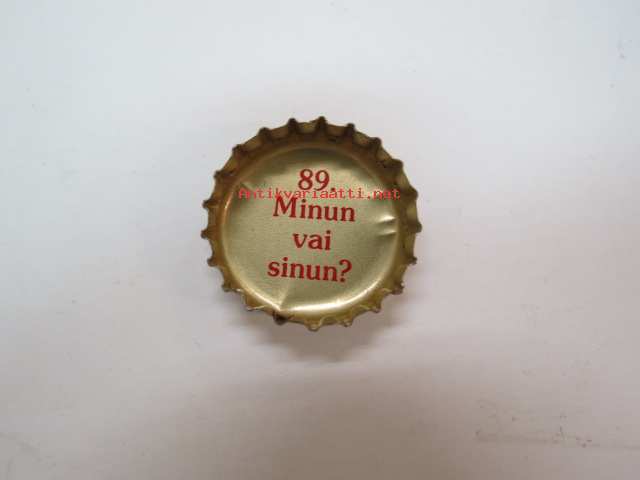 89.
Antikvariaatti.net
Minun
vai
sinun?